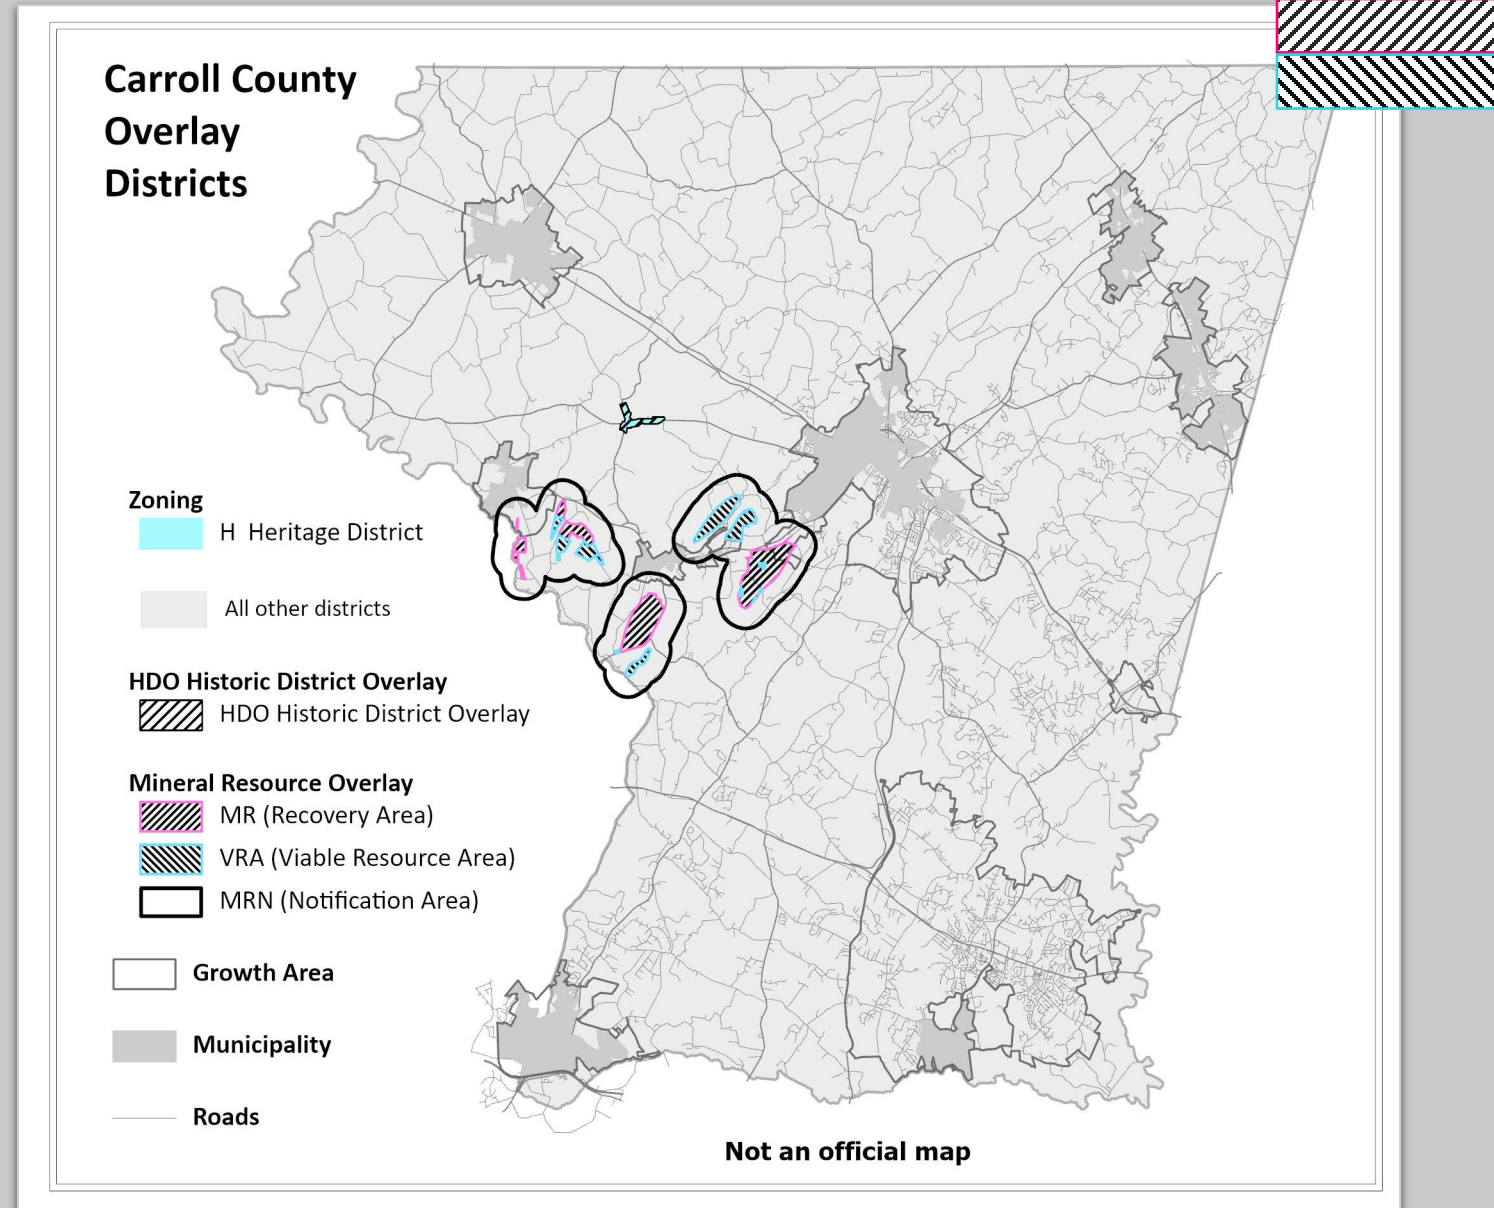 Carroll County
Overlay
Districts
Zoning
H Heritage District
All other districts
HDO Historic District Overlay
HDO Historic District Overlay
Mineral Resource Overlay
MR (Recovery Area)
VRA (Viable Resource Area)
MRN (Notification Area)
Growth Area
Municipality
Roads
Not an official map